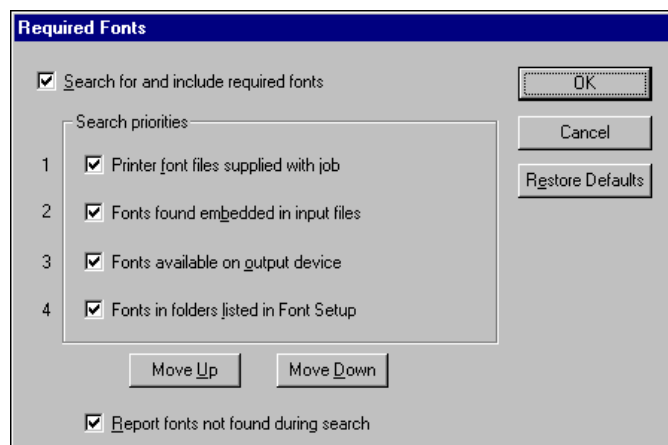 Required Fonts
Search for and include required fonts
OK
Search priorities
Cancel
1 Printer font files supplied with job
Restore Defaults
2 Fonts found embedded in input files
3 Fonts available on output device
4 Fonts in folders listed in Font Setup
Move Up Move Down
Report fonts not found during search